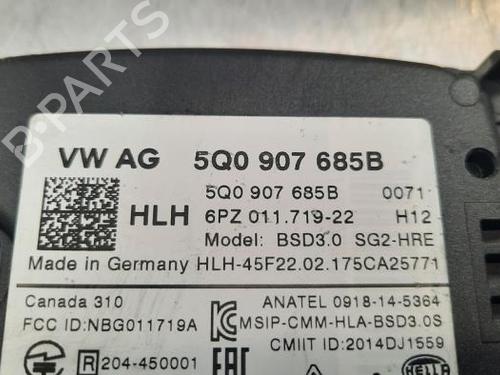 B-PARTS
VW AG 5Q0 907 685B
5Q0 907 685B 0071
HLH 6PZ 011.719-22 H12
Model: BSD3.0 SG2-HRE
Made in Germany HLH-45F22.02.175CA25771
Canada 310 ANATEL 0918-14-5364
FCC ID:NBG011719A MSIP-CMM-HLA-BSD3.0S
CMIIT ID:2014DJ1559
R 204-450001 EAC HELLA